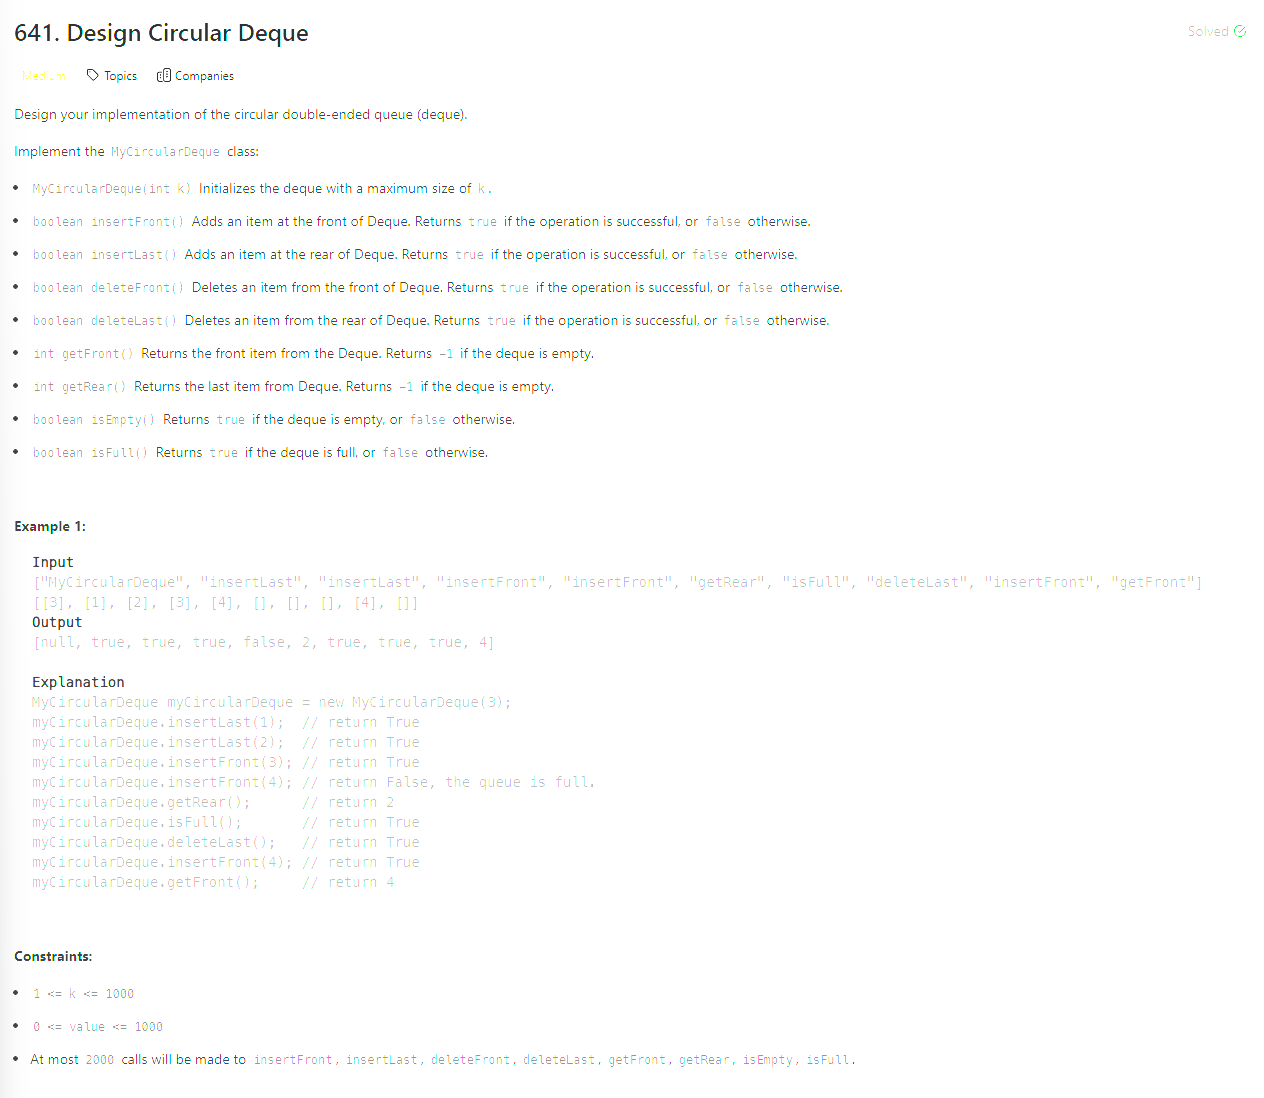 641. Design Circular Deque
Solved
Medium Topics Companies
Design your implementation of the circular double-ended queue (deque).
Implement the MyCircularDeque class:
• MyCircularDeque(int k) Initializes the deque with a maximum size of k.
• boolean insertFront() Adds an item at the front of Deque. Returns true if the operation is successful, or false otherwise.
• boolean insertLast() Adds an item at the rear of Deque. Returns true if the operation is successful, or false otherwise.
• boolean deleteFront() Deletes an item from the front of Deque. Returns true if the operation is successful, or false otherwise.
• boolean deleteLast() Deletes an item from the rear of Deque. Returns true if the operation is successful, or false otherwise.
• int getFront() Returns the front item from the Deque. Returns -1 if the deque is empty.
• int getRear() Returns the last item from Deque. Returns -1 if the deque is empty.
• boolean isEmpty() Returns true if the deque is empty, or false otherwise.
• boolean isFull() Returns true if the deque is full, or false otherwise.
Example 1:
Input
["MyCircularDeque", "insertLast", "insertLast", "insertFront", "insertFront", "getRear", "isFull", "deleteLast", "insertFront", "getFront"]
[[3], [1], [2], [3], [4], [], [], [], [4], []]
Output
[null, true, true, true, false, 2, true, true, true, 4]
Explanation
MyCircularDeque myCircularDeque = new MyCircularDeque(3);
myCircularDeque.insertLast(1);  // return True
myCircularDeque.insertLast(2);  // return True
myCircularDeque.insertFront(3); // return True
myCircularDeque.insertFront(4); // return False, the queue is full.
myCircularDeque.getRear();      // return 2
myCircularDeque.isFull();       // return True
myCircularDeque.deleteLast();   // return True
myCircularDeque.insertFront(4); // return True
myCircularDeque.getFront();     // return 4
Constraints:
• 1 <= k <= 1000
• 0 <= value <= 1000
• At most 2000 calls will be made to insertFront, insertLast, deleteFront, deleteLast, getFront, getRear, isEmpty, isFull.